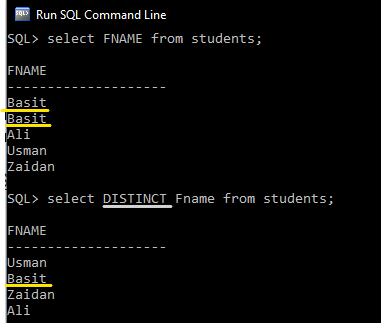 Run SQL Command Line
SQL> select FNAME from students;
FNAME
--------------------
Basit
Basit
Ali
Usman
Zaidan
SQL> select DISTINCT Fname from students;
FNAME
--------------------
Usman
Basit
Zaidan
Ali